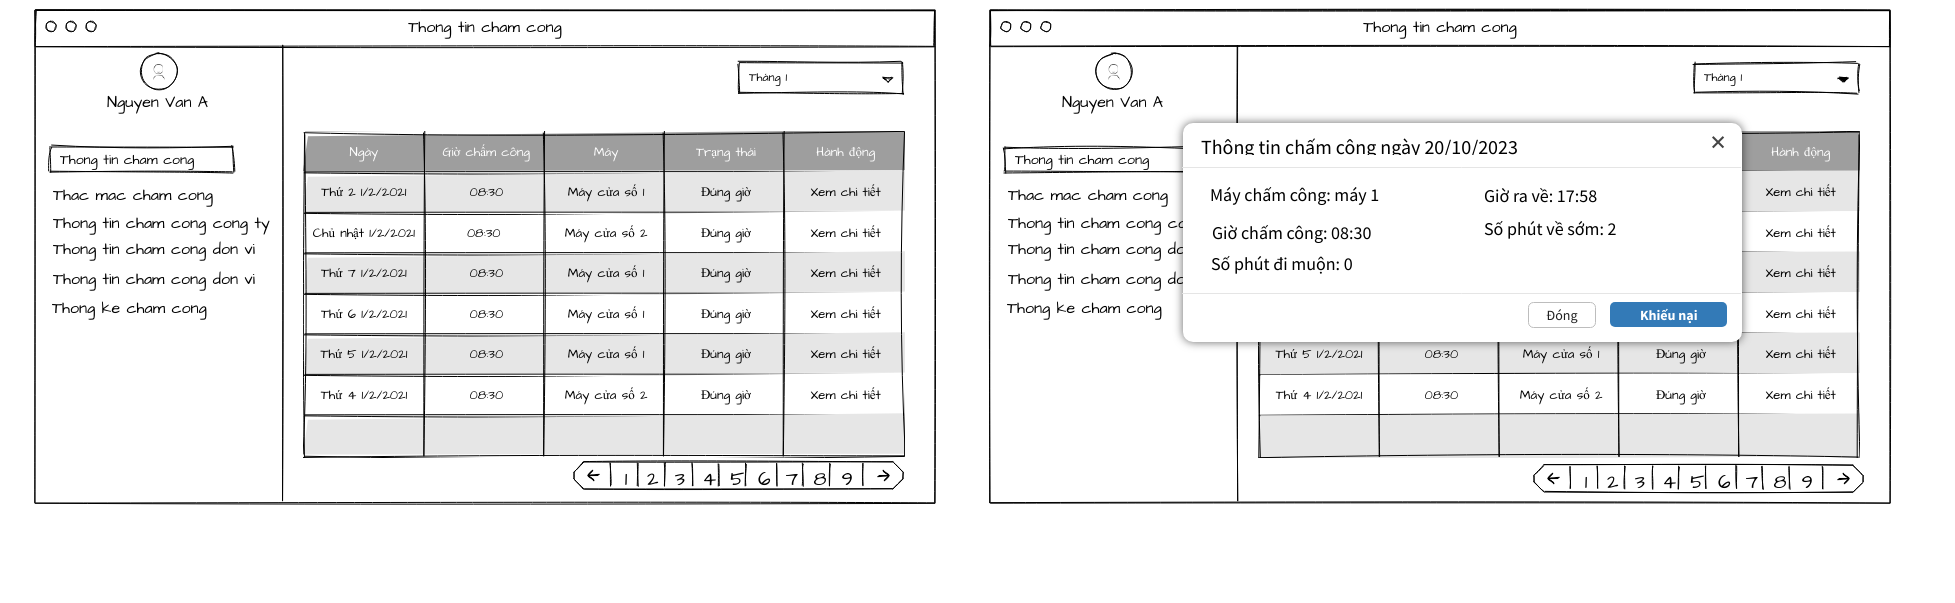 Thong tin cham cong
Nguyen Van A
Tháng 1
Thong tin cham cong
Thac mac cham cong
Thong tin cham cong cong ty
Thong tin cham cong don vi
Thong tin cham cong don vi
Thong ke cham cong
Ngày Giờ chấm công Máy Trạng thái Hành động
Thứ 2 1/2/2021 08:30 Máy cửa số 1 Đúng giờ Xem chi tiết
Chủ nhật 1/2/2021 08:30 Máy cửa số 2 Đúng giờ Xem chi tiết
Thứ 7 1/2/2021 08:30 Máy cửa số 1 Đúng giờ Xem chi tiết
Thứ 6 1/2/2021 08:30 Máy cửa số 1 Đúng giờ Xem chi tiết
Thứ 5 1/2/2021 08:30 Máy cửa số 1 Đúng giờ Xem chi tiết
Thứ 4 1/2/2021 08:30 Máy cửa số 2 Đúng giờ Xem chi tiết
← 1 2 3 4 5 6 7 8 9 →
Thong tin cham cong
Nguyen Van A
Tháng 1
Thong tin cham cong
Thac mac cham cong
Thong tin cham cong co
Thong tin cham cong do
Thong tin cham cong do
Thong ke cham cong
Thông tin chấm công ngày 20/10/2023
Máy chấm công: máy 1
Giờ chấm công: 08:30
Số phút đi muộn: 0
Giờ ra về: 17:58
Số phút về sớm: 2
Đóng
Khiếu nại
Hành động
Xem chi tiết
Xem chi tiết
Xem chi tiết
Xem chi tiết
Thứ 5 1/2/2021 08:30 Máy cửa số 1 Đúng giờ Xem chi tiết
Thứ 4 1/2/2021 08:30 Máy cửa số 2 Đúng giờ Xem chi tiết
← 1 2 3 4 5 6 7 8 9 →